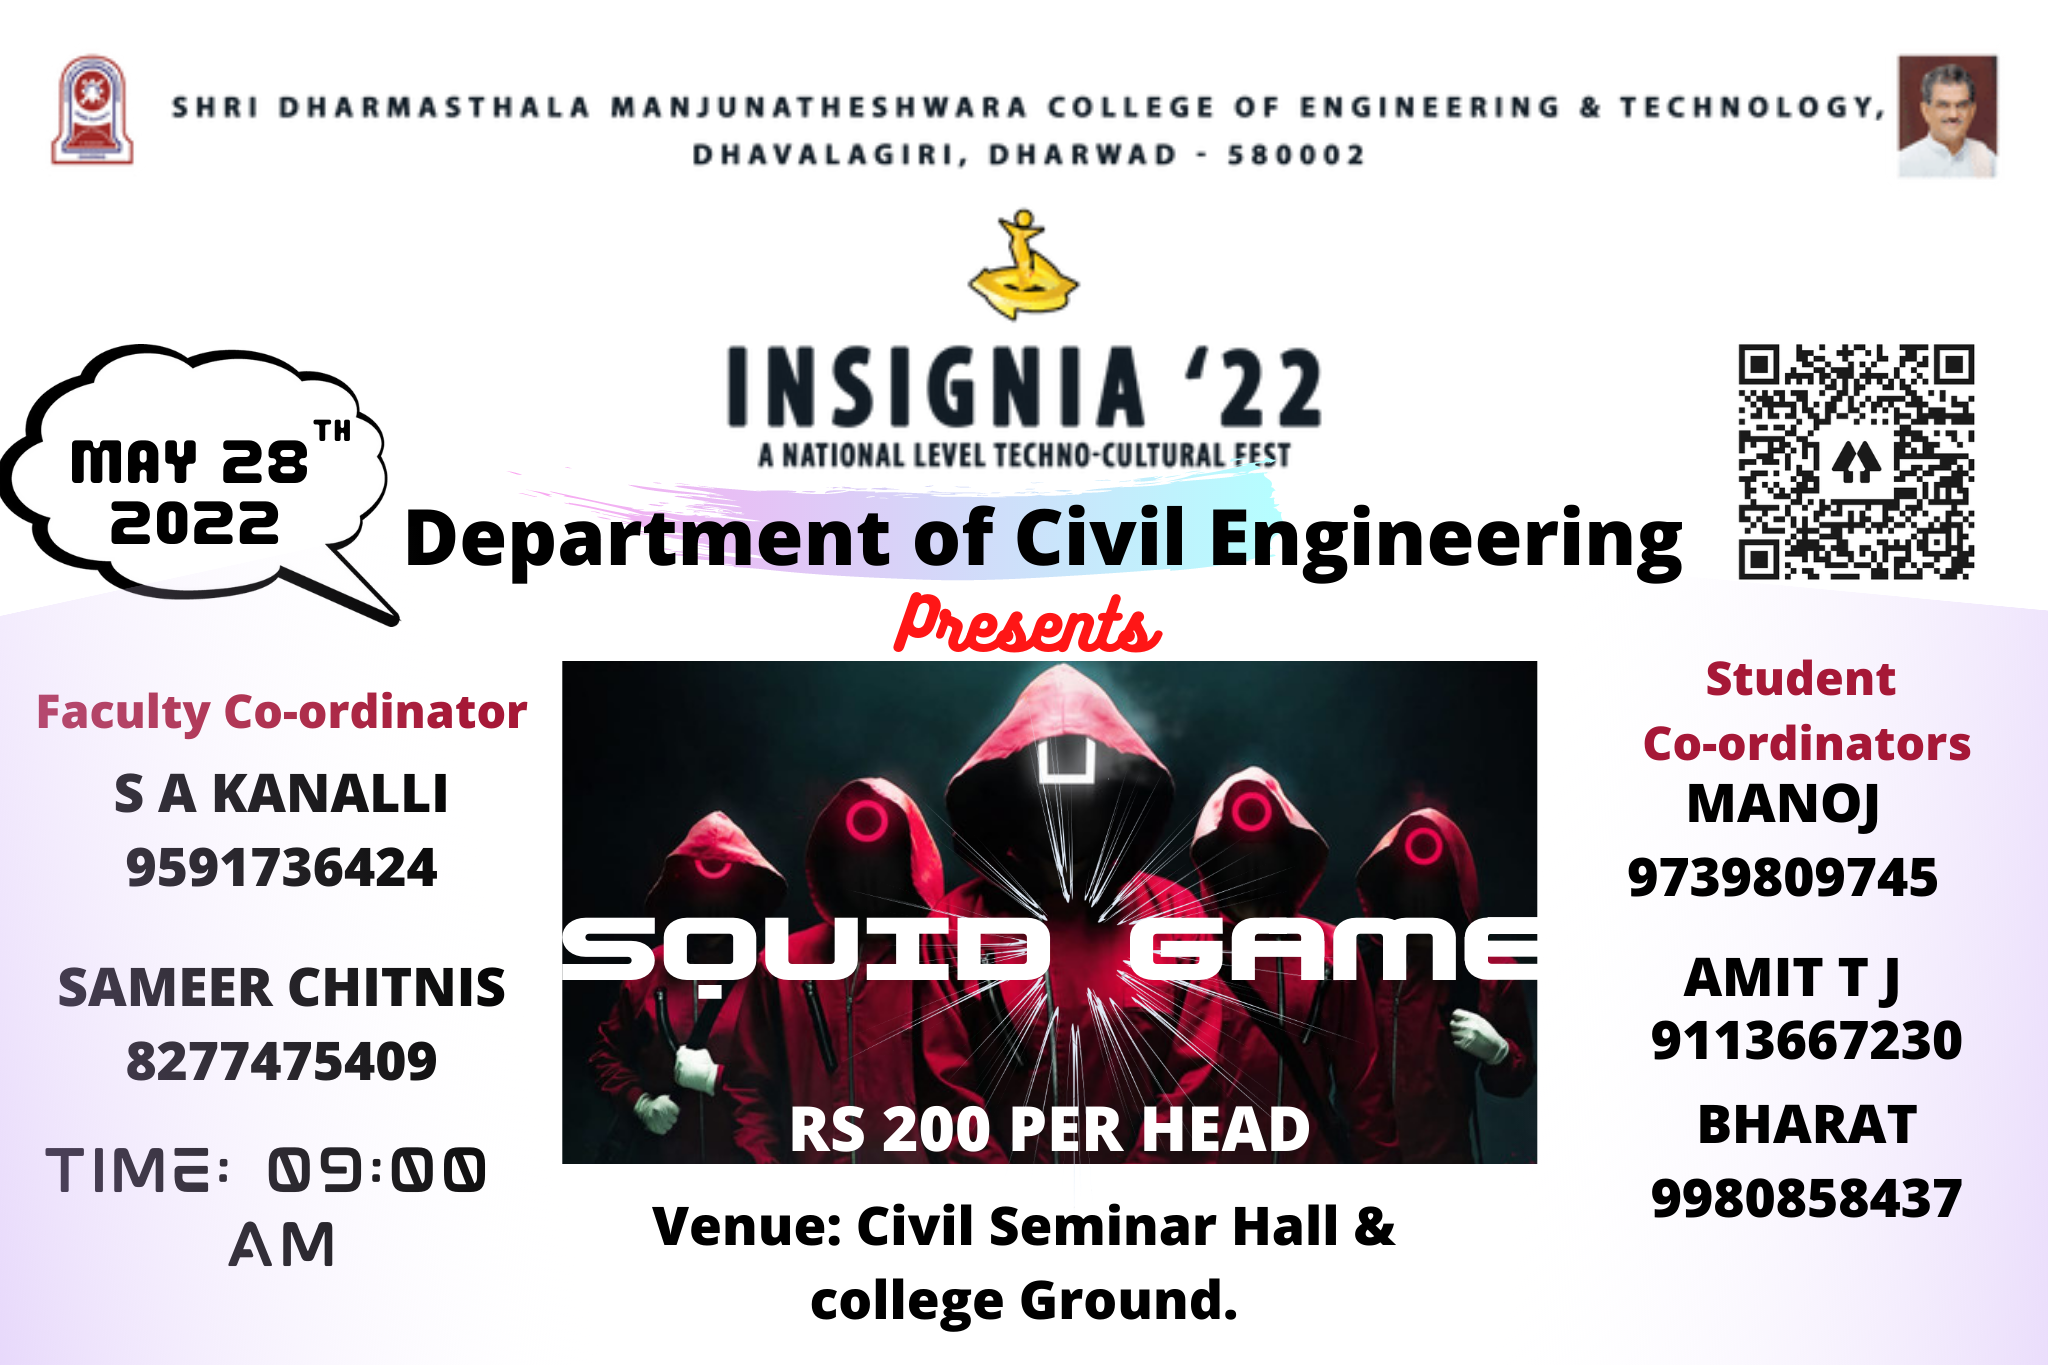 SHRI DHARMASTHALA MANJUNATHESHWARA COLLEGE OF ENGINEERING & TECHNOLOGY,
DHAVALAGIRI, DHARWAD - 580002
INSIGNIA ‘22
A NATIONAL LEVEL TECHNO-CULTURAL FEST
MAY 28TH
2022
Department of Civil Engineering
Presents
Faculty Co-ordinator
S A KANALLI
9591736424
SAMEER CHITNIS
8277475409
TIME: 09:00
AM
SQUID GAME
RS 200 PER HEAD
Venue: Civil Seminar Hall &
college Ground.
Student
Co-ordinators
MANOJ
9739809745
AMIT T J
9113667230
BHARAT
9980858437